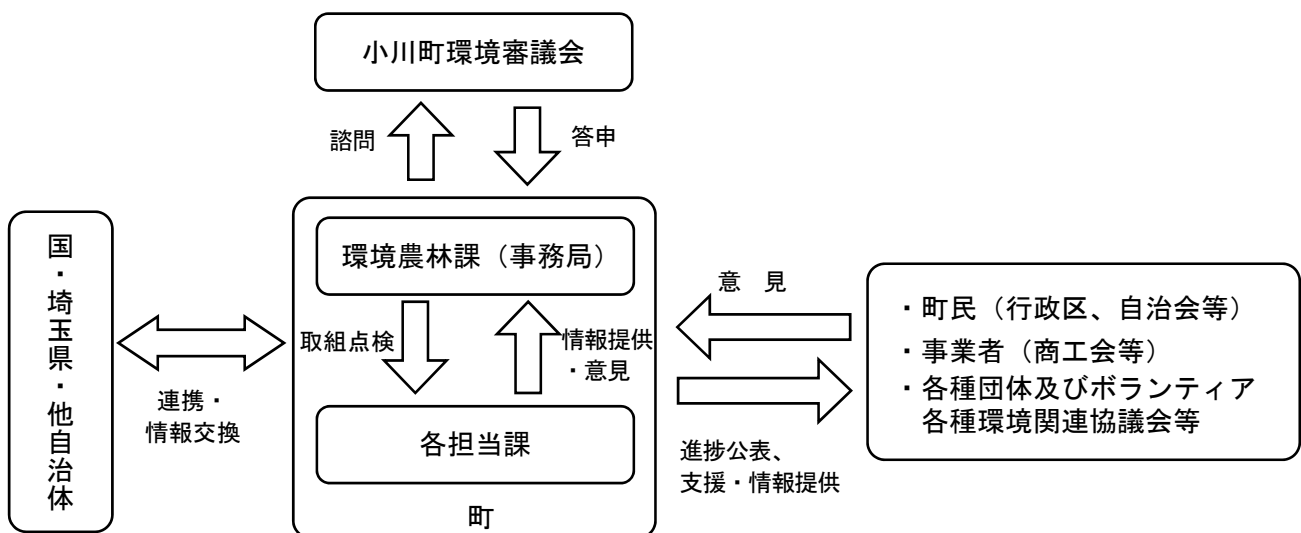 小川町環境審議会
諮問
答申
国・埼玉県・他自治体
連携・
情報交換
環境農林課（事務局）
取組点検
情報提供
・意見
各担当課
町
意　見
進捗公表、
支援・情報提供
・町民（行政区、自治会等）
・事業者（商工会等）
・各種団体及びボランティア
各種環境関連協議会等